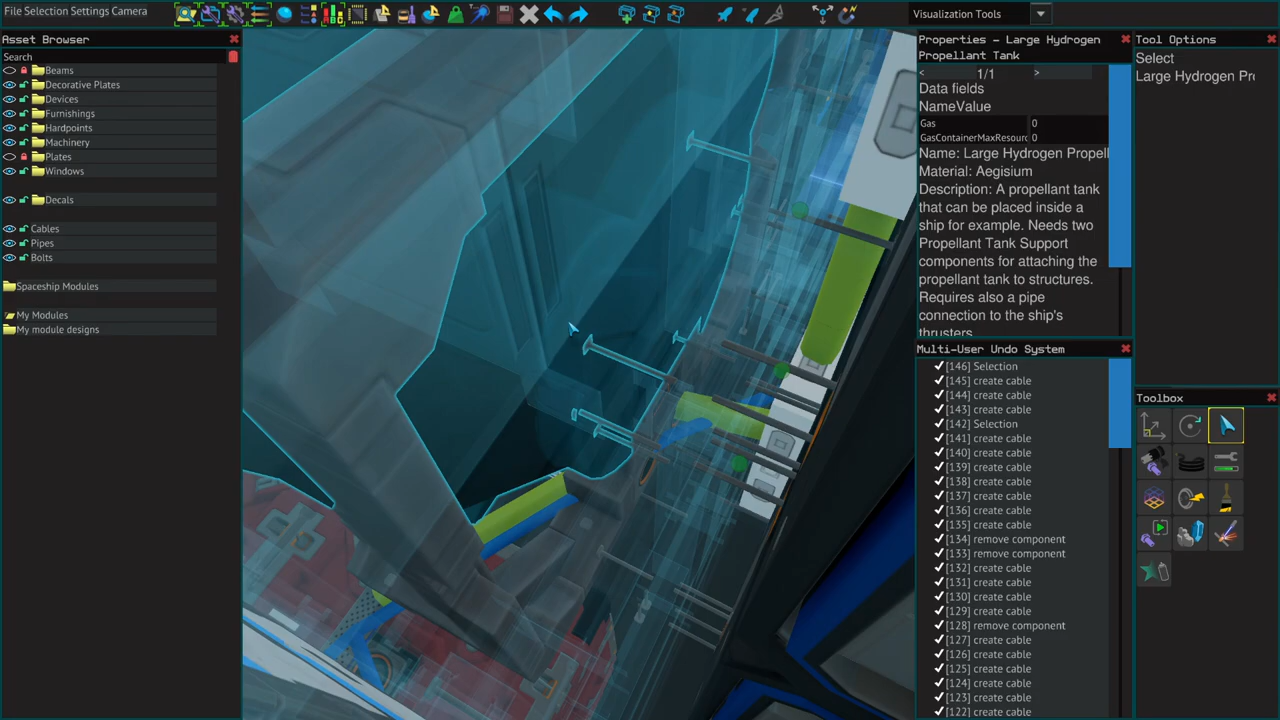 File Selection Settings Camera
Visualization Tools
Asset Browser
Search
Beams
Decorative Plates
Devices
Furnishings
Hardpoints
Machinery
Plates
Windows
Decals
Cables
Pipes
Bolts
Spaceship Modules
My Modules
My module designs
Properties - Large Hydrogen
Propellant Tank
< 1/1 >
Data fields
NameValue
Gas 0
GasContainerMaxResourc 0
Name: Large Hydrogen Propell
Material: Aegisium
Description: A propellant tank
that can be placed inside a
ship for example. Needs two
Propellant Tank Support
components for attaching the
propellant tank to structures.
Requires also a pipe
connection to the ship's
thrusters
Multi-User Undo System
[146] Selection
[145] create cable
[144] create cable
[143] create cable
[142] Selection
[141] create cable
[140] create cable
[139] create cable
[138] create cable
[137] create cable
[136] create cable
[135] create cable
[134] remove component
[133] remove component
[132] create cable
[131] create cable
[130] create cable
[129] create cable
[128] remove component
[127] create cable
[126] create cable
[125] create cable
[124] create cable
[123] create cable
[122] create cable
Tool Options
Select
Large Hydrogen Pro
Toolbox